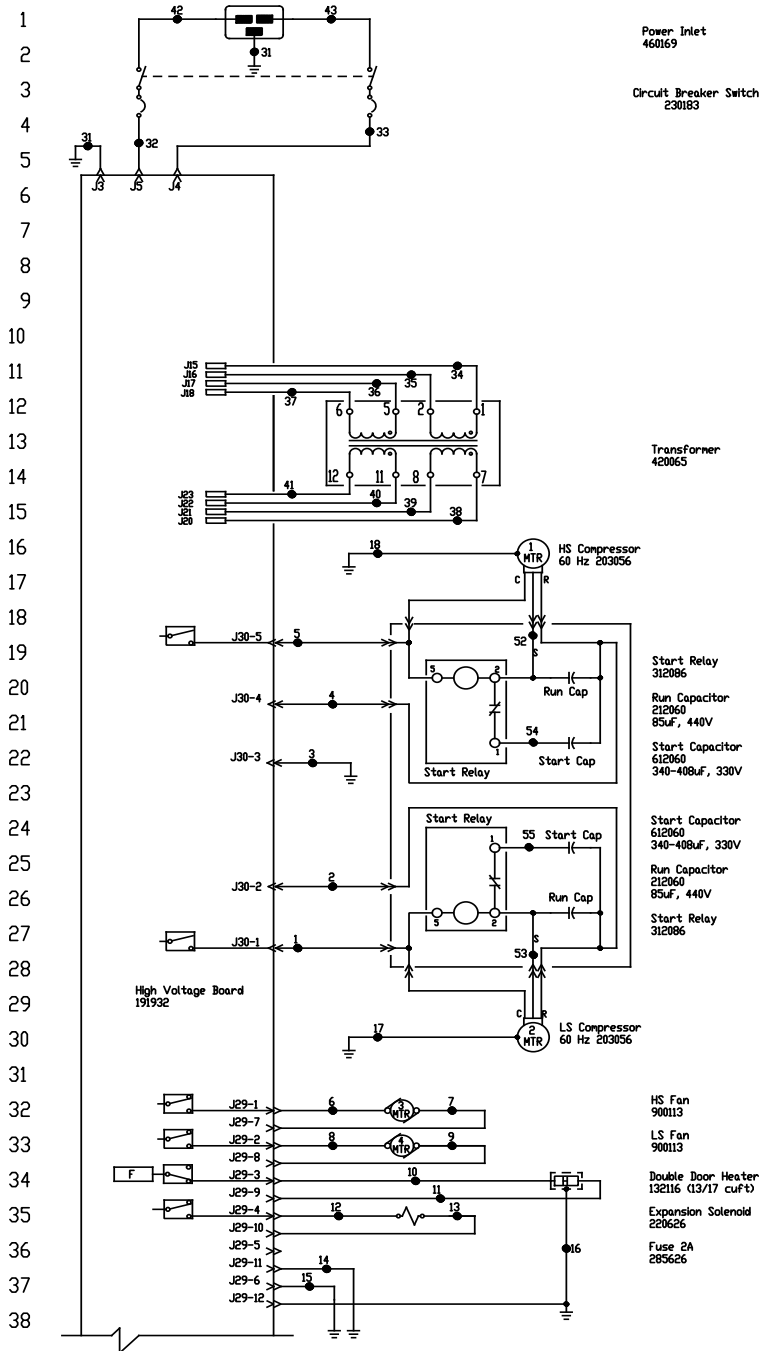 1 42 43
Power Inlet
460169
2 31
3
Circuit Breaker Switch
230183
4 33
31 32
5
J3 J5 J4
6
7
8
9
10
J15
11 J16 34
J17 36 35
J18 37
12 6 5 2 1
13
Transformer
420065
14 12 11 8 7
J23 41
J22 40
15 J21 39
J20 38
16 18 1 MTR HS Compressor
60 Hz 203056
17 C R
18
J30-5 5 52
19 S
Start Relay
312086
5 2
20 Run Cap
J30-4 4
Run Capacitor
212060
85uF, 440V
21
54
1
22 J30-3 3 Start Cap
Start Relay
Start Capacitor
612060
340-408uF, 330V
23
24 Start Relay
1 55 Start Cap
Start Capacitor
612060
340-408uF, 330V
25
J30-2 2
Run Capacitor
212060
85uF, 440V
26 Run Cap
5 2
Start Relay
312086
27 J30-1 1 S
53
28
High Voltage Board
191932
29 C R
30 17 2 MTR LS Compressor
60 Hz 203056
31
32 J29-1 6 3 MTR 7
HS Fan
900113
J29-7
33 J29-2 8 4 MTR 9
LS Fan
900113
J29-8
34 F J29-3 10
Double Door Heater
132116 (13/17 cuft)
J29-9 11
35 J29-4 12 13
Expansion Solenoid
220626
J29-10
36 J29-5 16
Fuse 2A
285626
J29-11 14
37 J29-6 15
J29-12
38